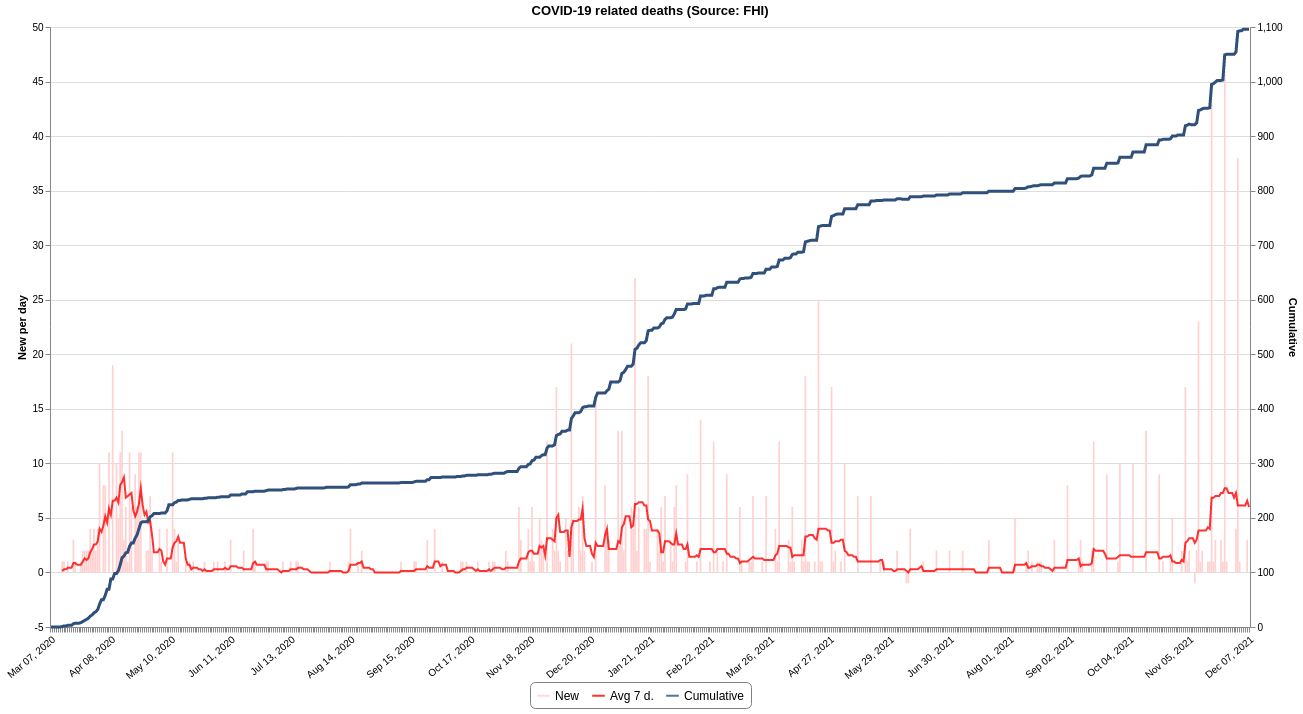 COVID-19 related deaths (Source: FHI)
50
45
40
35
30
25
20
15
10
5
0
-5
New per day
1,100
1,000
900
800
700
600
500
400
300
200
100
0
Cumulative
Mar 07, 2020
Apr 08, 2020
May 10, 2020
Jun 11, 2020
Jul 13, 2020
Aug 14, 2020
Sep 15, 2020
Oct 17, 2020
Nov 18, 2020
Dec 20, 2020
Jan 21, 2021
Feb 22, 2021
Mar 26, 2021
Apr 27, 2021
May 29, 2021
Jun 30, 2021
Aug 01, 2021
Sep 02, 2021
Oct 04, 2021
Nov 05, 2021
Dec 07, 2021
New Avg 7 d. Cumulative